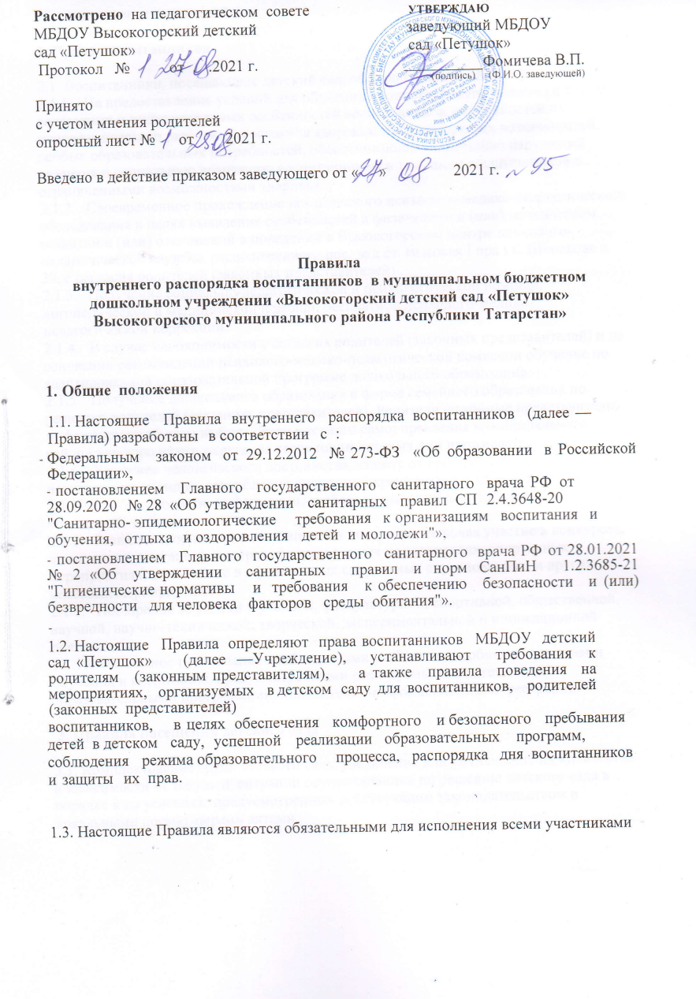 Рассмотрено на педагогическом совете
МБДОУ Высокогорский детский
сад «Петушок»
Протокол № 1 от 27.08.2021 г.
УТВЕРЖДАЮ
заведующий МБДОУ
сад «Петушок»
Фомичева В.П.
(подпись) (Ф.И.О. заведующей)
Принято
с учетом мнения родителей
опросный лист № 1 от 25.08.2021 г.
Введено в действие приказом заведующего от «27» 08 2021 г. № 95
Правила
внутреннего распорядка воспитанников в муниципальном бюджетном
дошкольном учреждении «Высокогорский детский сад «Петушок»
Высокогорского муниципального района Республики Татарстан»
1. Общие положения
1.1. Настоящие Правила внутреннего распорядка воспитанников (далее —
Правила) разработаны в соответствии с :
- Федеральным законом от 29.12.2012 № 273-ФЗ «Об образовании в Российской
Федерации»,
- постановлением Главного государственного санитарного врача РФ от
28.09.2020 № 28 «Об утверждении санитарных правил СП 2.4.3648-20
"Санитарно- эпидемиологические требования к организациям воспитания и
обучения, отдыха и оздоровления детей и молодежи"».
- постановлением Главного государственного санитарного врача РФ от 28.01.2021
№ 2 «Об утверждении санитарных правил и норм СанПиН 1.2.3685-21
"Гигиенические нормативы и требования к обеспечению безопасности и (или)
безвредности для человека факторов среды обитания"».
1.2. Настоящие Правила определяют права воспитанников МБДОУ детский
сад «Петушок» (далее —Учреждение), устанавливают требования к
родителям (законным представителям), а также правила поведения на
мероприятиях, организуемых в детском саду для воспитанников, родителей
(законных представителей)
воспитанников, в целях обеспечения комфортного и безопасного пребывания
детей в детском саду, успешной реализации образовательных программ,
соблюдения режима образовательного процесса, распорядка дня воспитанников
и защиты их прав.
1.3. Настоящие Правила являются обязательными для исполнения всеми участниками